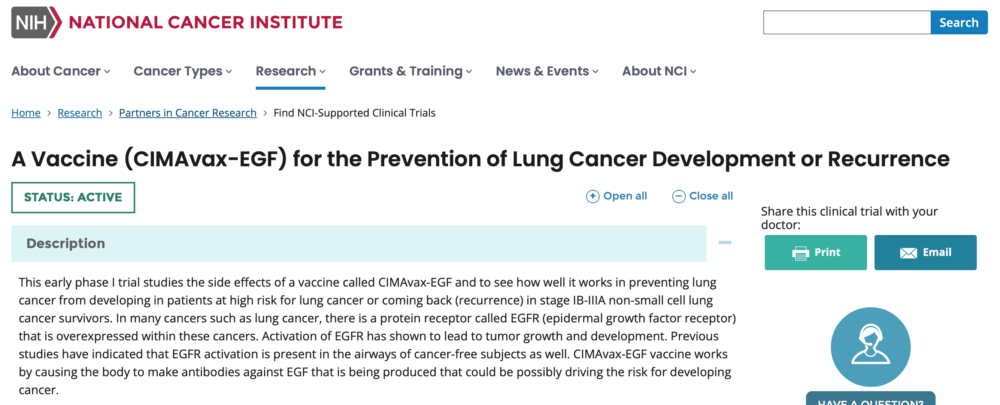 NIH NATIONAL CANCER INSTITUTE
Search
About Cancer Cancer Types Research Grants & Training News & Events About NCI
Home > Research > Partners in Cancer Research > Find NCI-Supported Clinical Trials
A Vaccine (CIMAvax-EGF) for the Prevention of Lung Cancer Development or Recurrence
STATUS: ACTIVE
Open all Close all
Description
This early phase I trial studies the side effects of a vaccine called CIMAvax-EGF and to see how well it works in preventing lung
cancer from developing in patients at high risk for lung cancer or coming back (recurrence) in stage IB-IIIA non-small cell lung
cancer survivors. In many cancers such as lung cancer, there is a protein receptor called EGFR (epidermal growth factor receptor)
that is overexpressed within these cancers. Activation of EGFR has shown to lead to tumor growth and development. Previous
studies have indicated that EGFR activation is present in the airways of cancer-free subjects as well. CIMAvax-EGF vaccine works
by causing the body to make antibodies against EGF that is being produced that could be possibly driving the risk for developing
cancer.
Share this clinical trial with your
doctor:
Print Email
HAVE A QUESTION?